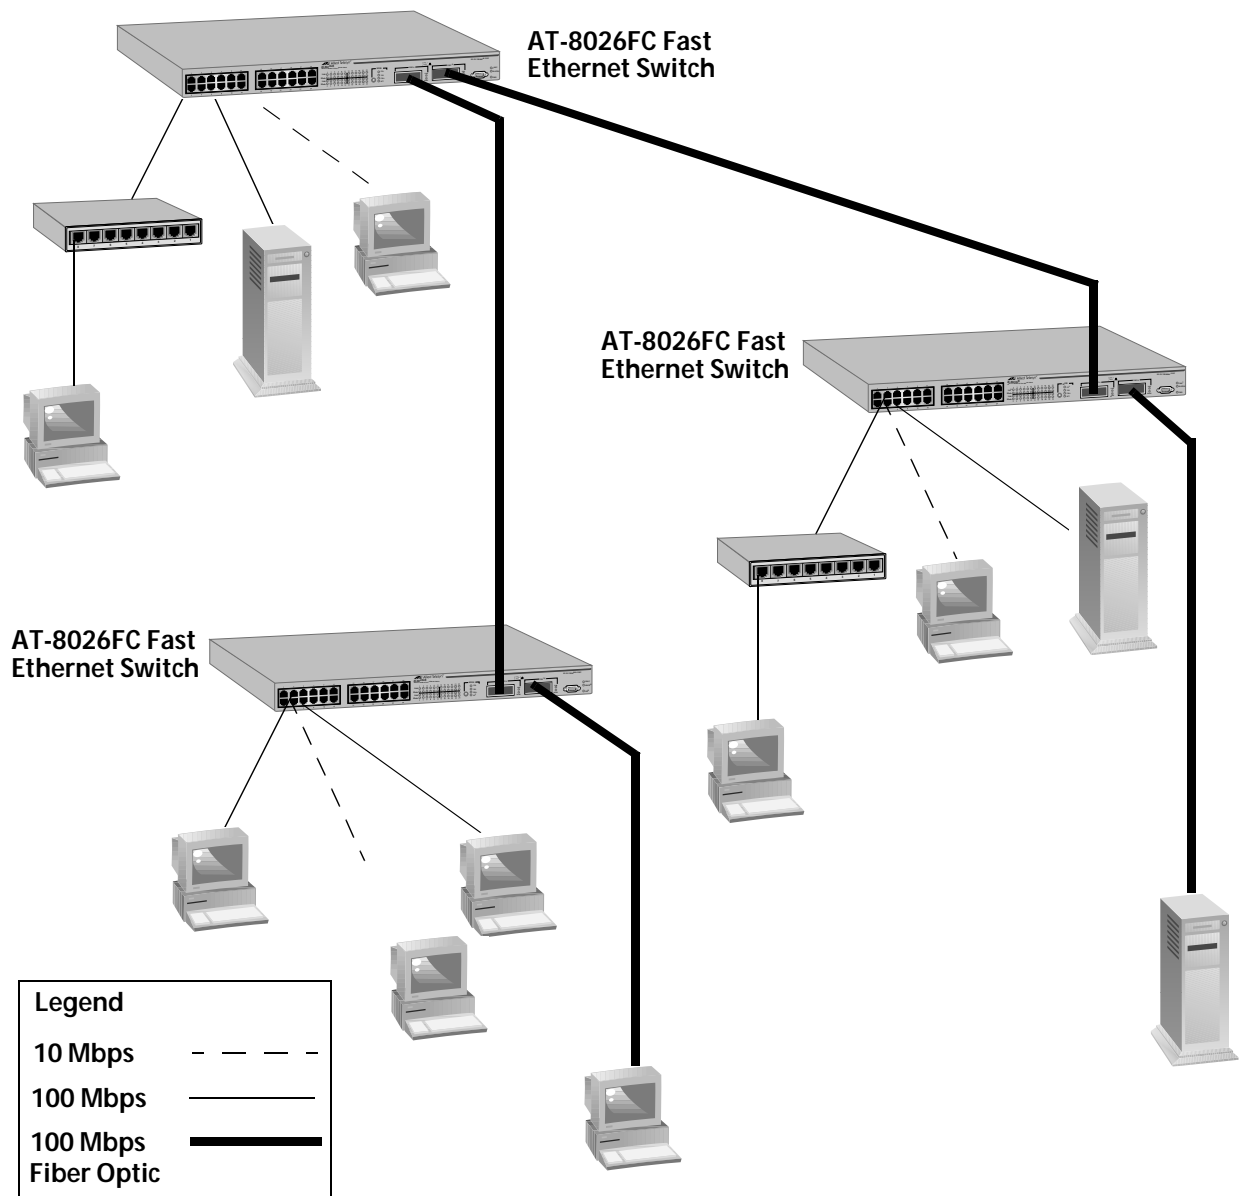 AT-8026FC Fast
Ethernet Switch
AT-8026FC Fast
Ethernet Switch
AT-8026FC Fast
Ethernet Switch
Legend
10 Mbps
100 Mbps
100 Mbps
Fiber Optic